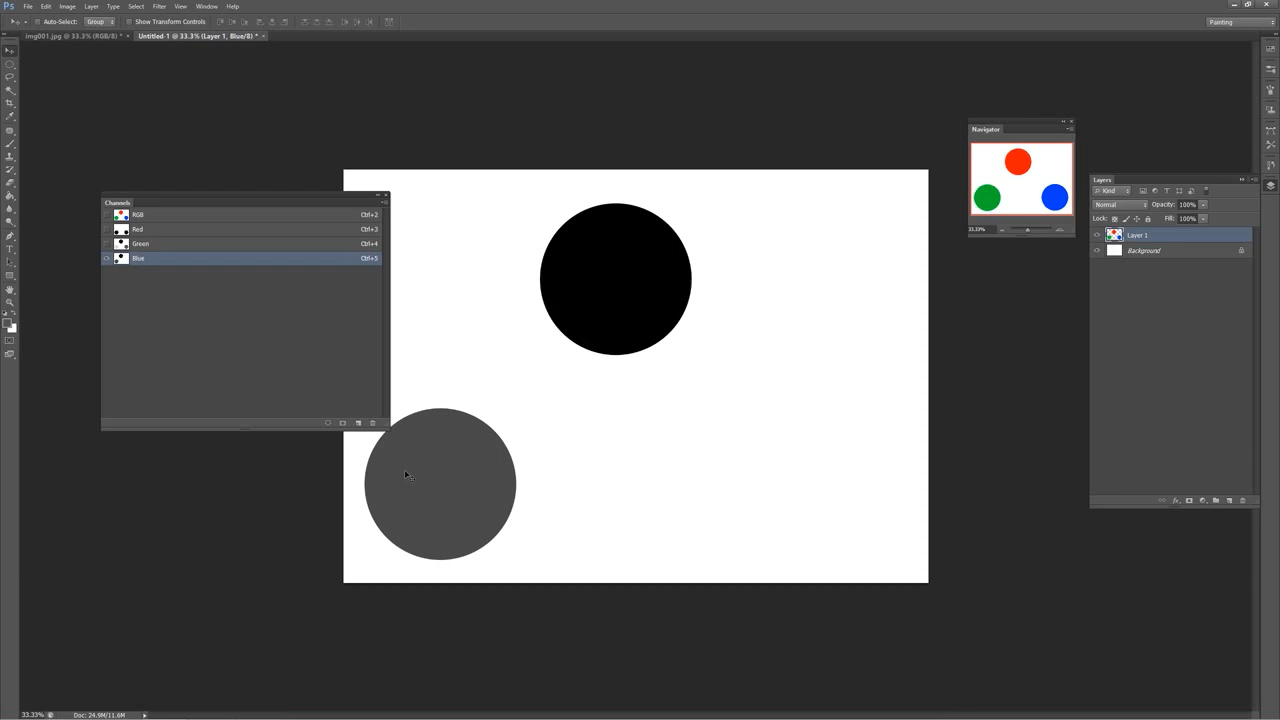 Ps File Edit Image Layer Type Select Filter View Window Help
Auto-Select: Group Show Transform Controls Painting
img001.jpg @ 33.3% (RGB/8) * × Untitled-1 @ 33.3% (Layer 1, Blue/8) * ×
Navigator
33.33%
Channels
RGB Ctrl+2
Red Ctrl+3
Green Ctrl+4
Blue Ctrl+5
Layers
Kind
Normal Opacity: 100%
Lock: Fill: 100%
Layer 1
Background
33.33% Doc: 24.9M/11.6M